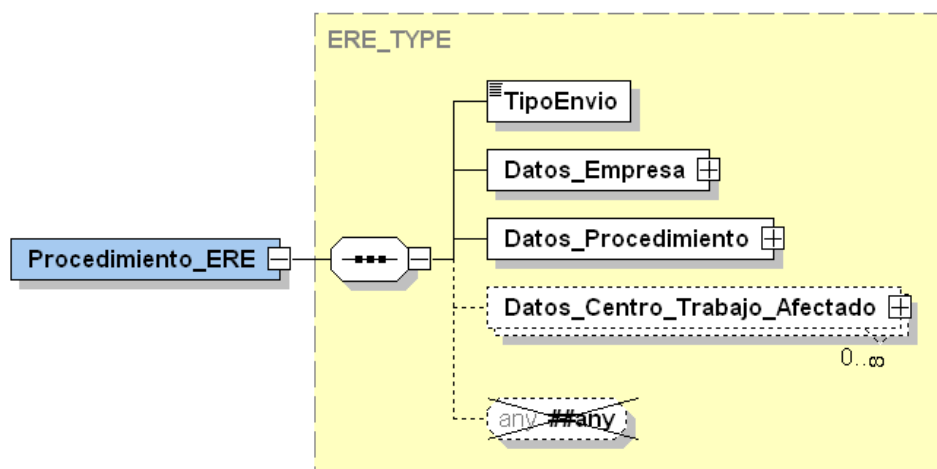 ERE_TYPE
TipoEnvio
Datos_Empresa
Datos_Procedimiento
Procedimiento_ERE
Datos_Centro_Trabajo_Afectado
0..∞
any ##any